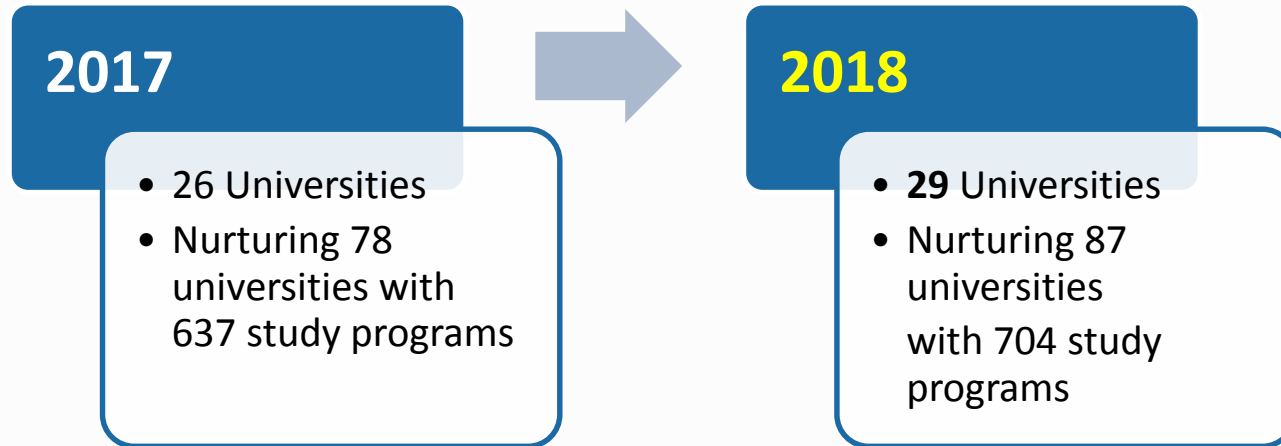 2017
• 26 Universities
• Nurturing 78
universities with
637 study programs
2018
• 29 Universities
• Nurturing 87
universities
with 704 study
programs